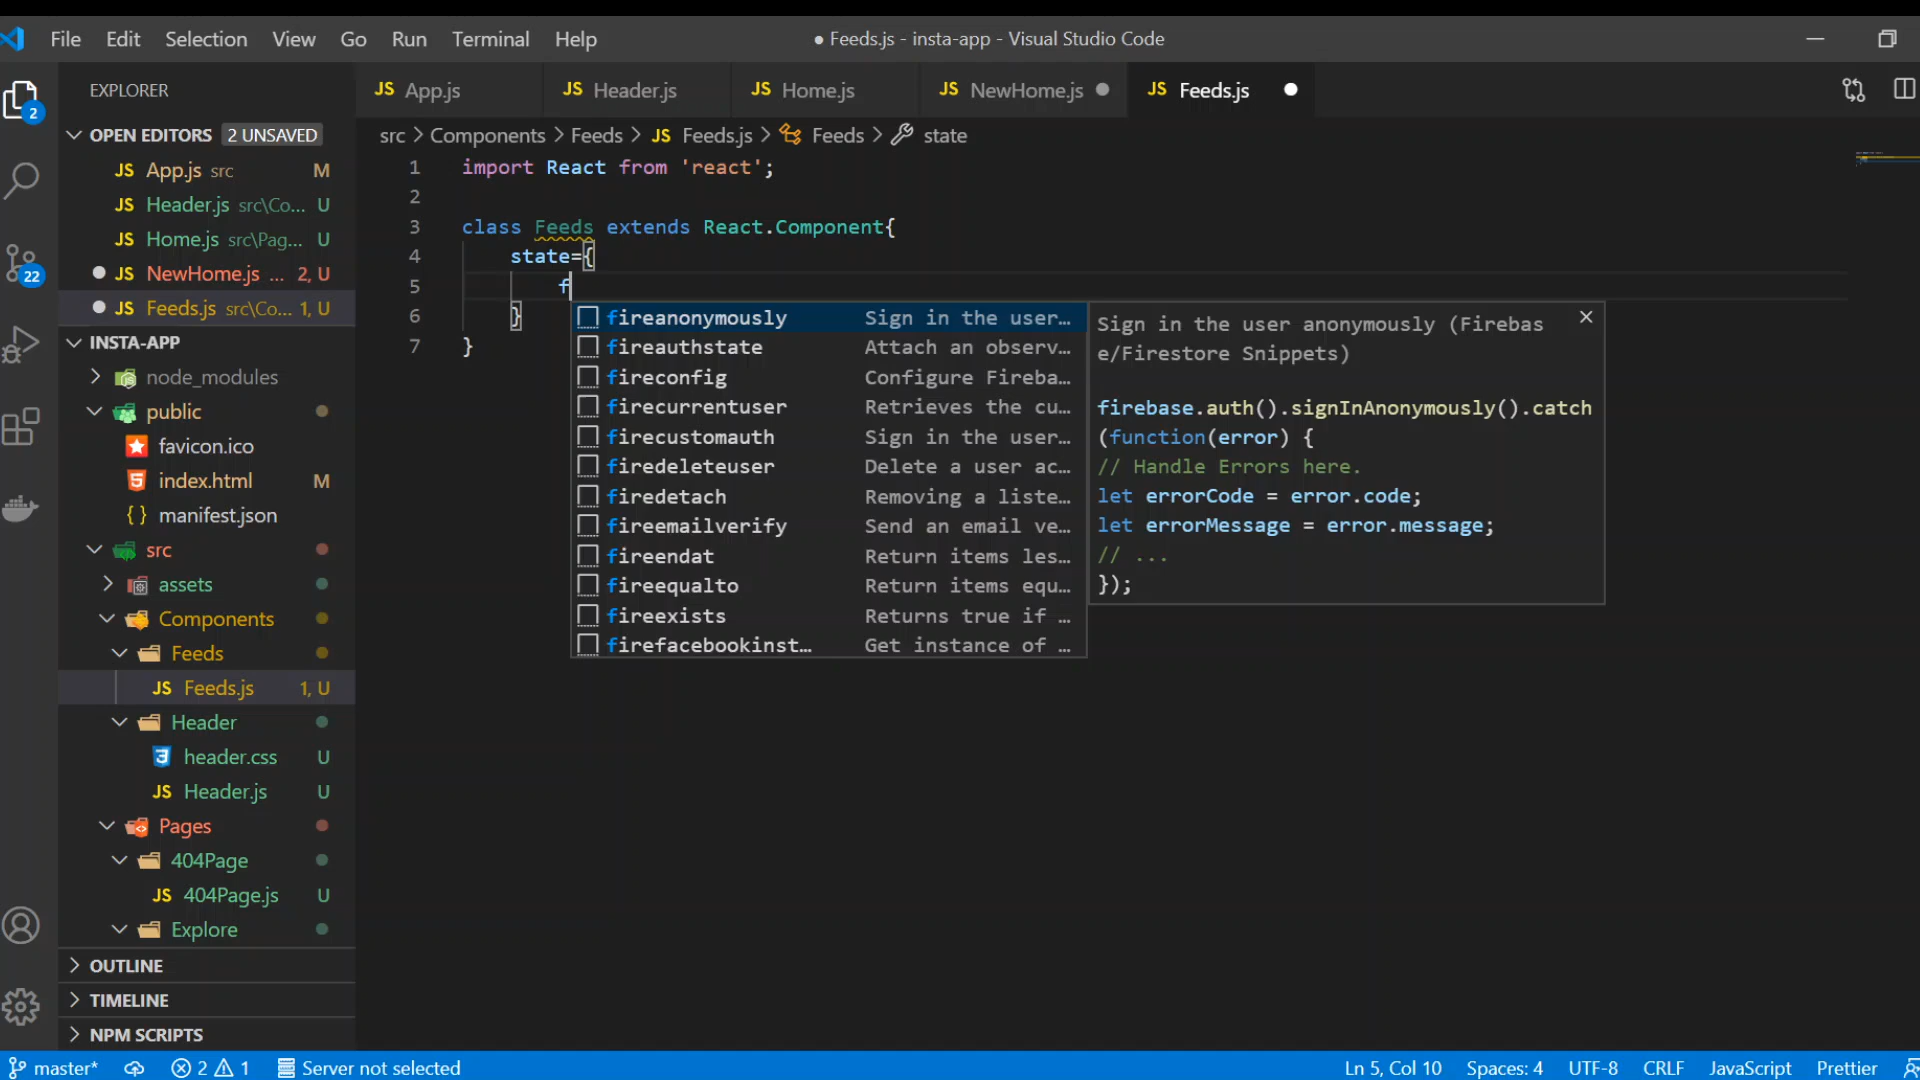 File Edit Selection View Go Run Terminal Help
● Feeds.js - insta-app - Visual Studio Code
EXPLORER
JS App.js
JS Header.js
JS Home.js
JS NewHome.js
JS Feeds.js
OPEN EDITORS 2 UNSAVED
JS App.js src M
JS Header.js src\Co... U
JS Home.js src\Pag... U
JS NewHome.js ... 2, U
JS Feeds.js src\Co... 1, U
INSTA-APP
node_modules
public
favicon.ico
index.html M
{ } manifest.json
src
assets
Components
Feeds
JS Feeds.js 1, U
Header
header.css U
JS Header.js U
Pages
404Page
JS 404Page.js U
Explore
OUTLINE
TIMELINE
NPM SCRIPTS
2
22
src > Components > Feeds > JS Feeds.js > Feeds > state
1 import React from 'react';
2
3 class Feeds extends React.Component{
4 state={
5 f
6 }
7 }
fireanonymously Sign in the user...
fireauthstate Attach an observ...
fireconfig Configure Fireba...
firecurrentuser Retrieves the cu...
firecustomauth Sign in the user...
firedeleteuser Delete a user ac...
firedetach Removing a liste...
fireemailverify Send an email ve...
fireendat Return items les...
fireequalto Return items equ...
fireexists Returns true if ...
firefacebookinst... Get instance of ...
Sign in the user anonymously (Firebas
e/Firestore Snippets)
firebase.auth().signInAnonymously().catch
(function(error) {
// Handle Errors here.
let errorCode = error.code;
let errorMessage = error.message;
// ...
});
master* 2 1 Server not selected
Ln 5, Col 10 Spaces: 4 UTF-8 CRLF JavaScript Prettier